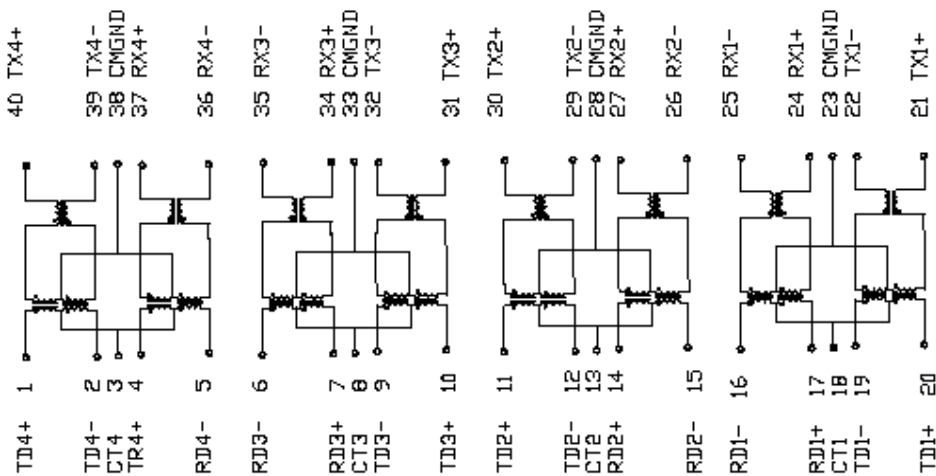 40 TX4+
39 TX4-
38 CMGND
37 RX4+
36 RX4-
35 RX3-
34 RX3+
33 CMGND
32 TX3-
31 TX3+
30 TX2+
29 TX2-
28 CMGND
27 RX2+
26 RX2-
25 RX1-
24 RX1+
23 CMGND
22 TX1-
21 TX1+
TD4+ 1
TD4- 2
CT4 3
TR4+ 4
RD4- 5
RD3- 6
RD3+ 7
CT3 8
TD3- 9
TD3+ 10
TD2+ 11
TD2- 12
CT2 13
RD2+ 14
RD2- 15
RD1- 16
RD1+ 17
CT1 18
TD1- 19
TD1+ 20